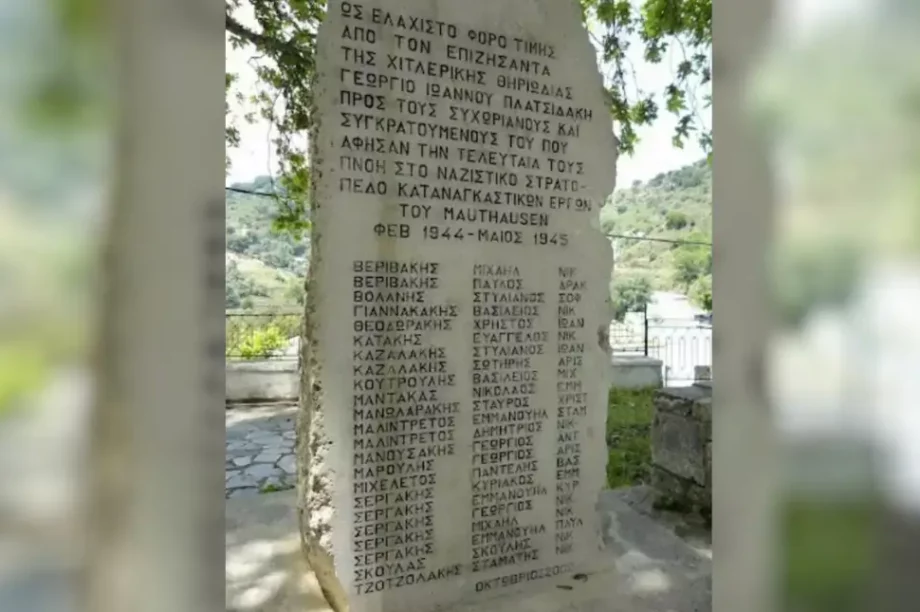 ΩΣ ΕΛΑΧΙΣΤΟ ΦΟΡΟ ΤΙΜΗΣ
ΑΠΟ ΤΟΝ ΕΠΙΖΗΣΑΝΤΑ
ΤΗΣ ΧΙΤΛΕΡΙΚΗΣ ΘΗΡΙΩΔΙΑΣ
ΓΕΩΡΓΙΟ ΙΩΑΝΝΟΥ ΠΛΑΤΣΙΔΑΚΗ
ΠΡΟΣ ΤΟΥΣ ΣΥΧΩΡΙΑΝΟΥΣ ΚΑΙ
ΣΥΓΚΡΑΤΟΥΜΕΝΟΥΣ ΤΟΥ ΠΟΥ
ΑΦΗΣΑΝ ΤΗΝ ΤΕΛΕΥΤΑΙΑ ΤΟΥΣ
ΠΝΟΗ ΣΤΟ ΝΑΖΙΣΤΙΚΟ ΣΤΡΑΤΟ-
ΠΕΔΟ ΚΑΤΑΝΑΓΚΑΣΤΙΚΩΝ ΕΡΓΩΝ
ΤΟΥ MAUTHAUSEN
ΦΕΒ 1944-ΜΑΙΟΣ 1945
ΒΕΡΙΒΑΚΗΣ ΜΙΧΑΗΛ ΝΙΚ
ΒΕΡΙΒΑΚΗΣ ΠΑΥΛΟΣ ΔΡΑΚ
ΒΟΛΑΝΗΣ ΣΤΥΛΙΑΝΟΣ ΣΟΦ
ΓΙΑΝΝΑΚΑΚΗΣ ΒΑΣΙΛΕΙΟΣ ΝΙΚ
ΘΕΟΔΩΡΑΚΗΣ ΧΡΗΣΤΟΣ ΙΩΑΝ
ΚΑΤΑΚΗΣ ΕΥΑΓΓΕΛΟΣ ΝΙΚ
ΚΑΖΑΛΑΚΗΣ ΣΤΥΛΙΑΝΟΣ ΙΩΑΝ
ΚΑΖΑΛΑΚΗΣ ΣΩΤΗΡΗΣ ΑΡΙΣ
ΚΟΥΤΡΟΥΛΗΣ ΒΑΣΙΛΕΙΟΣ ΜΙΧ
ΜΑΝΤΑΚΑΣ ΝΙΚΟΛΑΟΣ ΕΜΜ
ΜΑΝΩΛΑΡΑΚΗΣ ΣΤΑΥΡΟΣ ΧΡΙΣΤ
ΜΑΛΙΝΤΡΕΤΟΣ ΕΜΜΑΝΟΥΗΛ ΣΤΑΜ
ΜΑΛΙΝΤΡΕΤΟΣ ΔΗΜΗΤΡΙΟΣ ΝΙΚ
ΜΑΝΟΥΣΑΚΗΣ ΓΕΩΡΓΙΟΣ ΑΝΤ
ΜΑΡΟΥΛΗΣ ΓΕΩΡΓΙΟΣ ΑΡΙΣ
ΜΙΧΕΛΕΤΟΣ ΠΑΝΤΕΛΗΣ ΒΑΣ
ΣΕΡΓΑΚΗΣ ΚΥΡΙΑΚΟΣ ΕΜΜ
ΣΕΡΓΑΚΗΣ ΕΜΜΑΝΟΥΗΛ ΚΥΡ
ΣΕΡΓΑΚΗΣ ΓΕΩΡΓΙΟΣ ΝΙΚ
ΣΕΡΓΑΚΗΣ ΜΙΧΑΗΛ ΝΙΚ
ΣΕΡΓΑΚΗΣ ΕΜΜΑΝΟΥΗΛ ΠΑΥΛ
ΣΚΟΥΛΑΣ ΣΚΟΥΛΗΣ ΝΙΚ
ΤΖΟΤΖΟΛΑΚΗΣ ΣΤΑΜΑΤΗΣ ΝΙΚ
ΟΚΤΩΒΡΙΟΣ